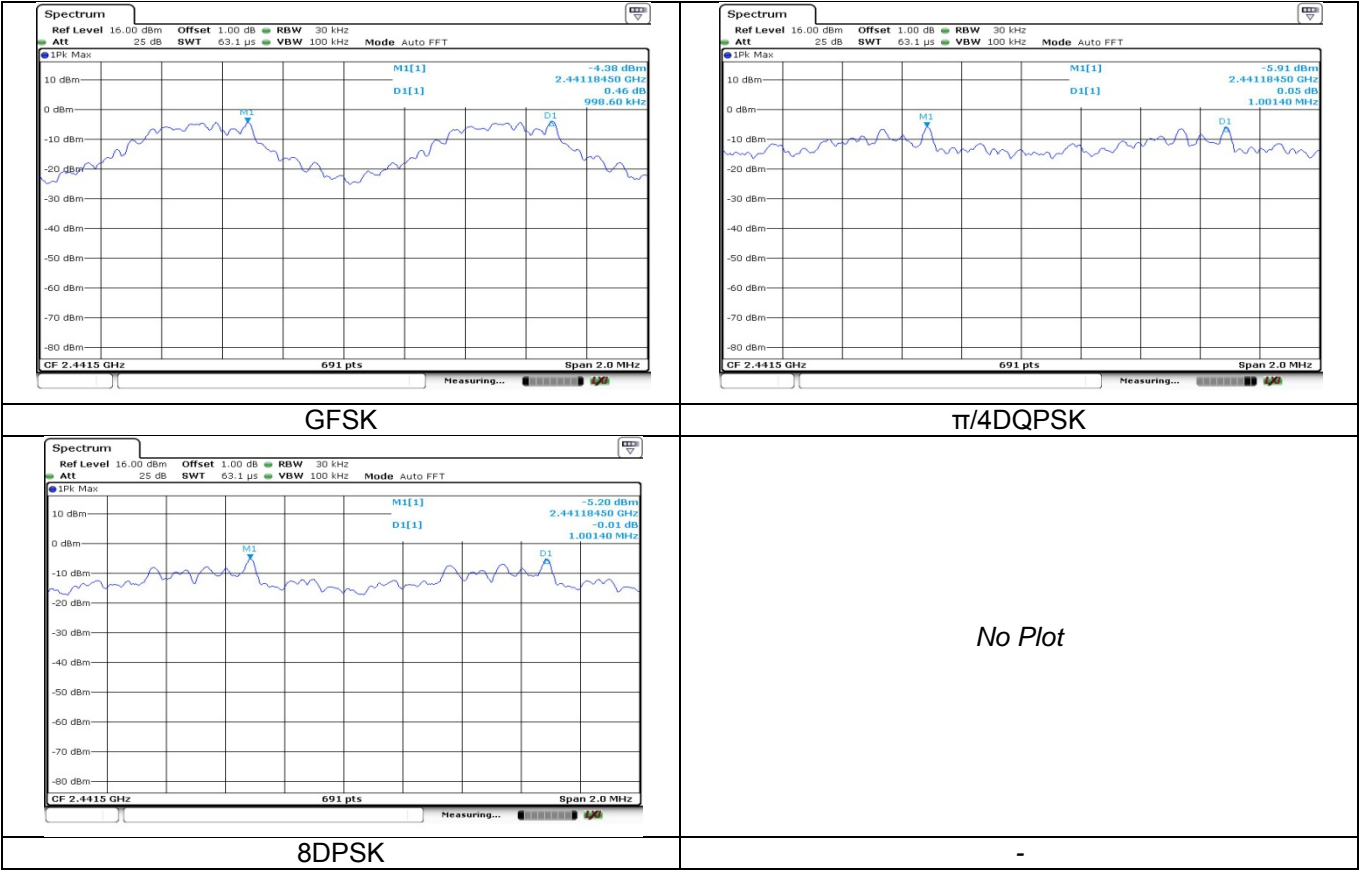 Spectrum
Ref Level 16.00 dBm Offset 1.00 dB RBW 30 kHz
Att 25 dB SWT 63.1 µs VBW 100 kHz Mode Auto FFT
1Pk Max
M1[1] -4.38 dBm
2.44118450 GHz
D1[1] 0.46 dB
998.60 kHz
10 dBm
0 dBm
M1
D1
-10 dBm
-20 dBm
-30 dBm
-40 dBm
-50 dBm
-60 dBm
-70 dBm
-80 dBm
CF 2.4415 GHz 691 pts Span 2.0 MHz
Measuring...
GFSK
Spectrum
Ref Level 16.00 dBm Offset 1.00 dB RBW 30 kHz
Att 25 dB SWT 63.1 µs VBW 100 kHz Mode Auto FFT
1Pk Max
M1[1] -5.91 dBm
2.44118450 GHz
D1[1] 0.05 dB
1.00140 MHz
10 dBm
0 dBm
M1
D1
-10 dBm
-20 dBm
-30 dBm
-40 dBm
-50 dBm
-60 dBm
-70 dBm
-80 dBm
CF 2.4415 GHz 691 pts Span 2.0 MHz
Measuring...
π/4DQPSK
Spectrum
Ref Level 16.00 dBm Offset 1.00 dB RBW 30 kHz
Att 25 dB SWT 63.1 µs VBW 100 kHz Mode Auto FFT
1Pk Max
M1[1] -5.20 dBm
2.44118450 GHz
D1[1] -0.01 dB
1.00140 MHz
10 dBm
0 dBm
M1
D1
-10 dBm
-20 dBm
-30 dBm
-40 dBm
-50 dBm
-60 dBm
-70 dBm
-80 dBm
CF 2.4415 GHz 691 pts Span 2.0 MHz
Measuring...
8DPSK
No Plot
-